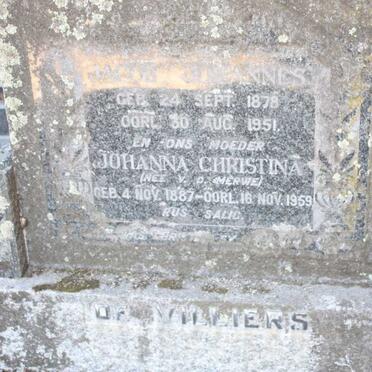 JACOB JOHANNES
GEB. 24 SEPT. 1878
OORL. 30 AUG. 1951.
EN ONS MOEDER
JOHANNA CHRISTINA
(NEE V. D. MERWE)
GEB. 4 NOV. 1887-OORL. 16 NOV. 1959
RUS SALIG
DE VILLIERS